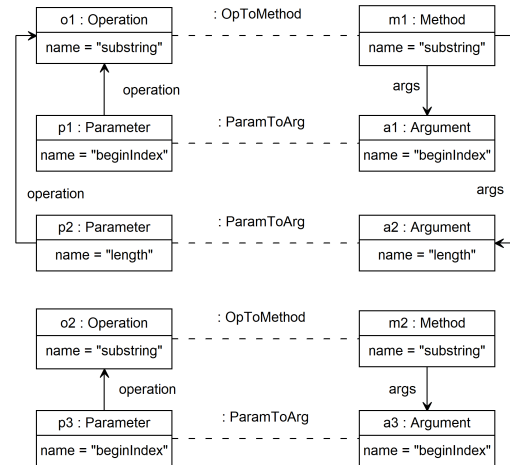 o1 : Operation
: OpToMethod
m1 : Method
name = "substring"
name = "substring"
operation
args
p1 : Parameter
: ParamToArg
a1 : Argument
name = "beginIndex"
name = "beginIndex"
operation
args
p2 : Parameter
: ParamToArg
a2 : Argument
name = "length"
name = "length"
o2 : Operation
: OpToMethod
m2 : Method
name = "substring"
name = "substring"
operation
args
p3 : Parameter
: ParamToArg
a3 : Argument
name = "beginIndex"
name = "beginIndex"